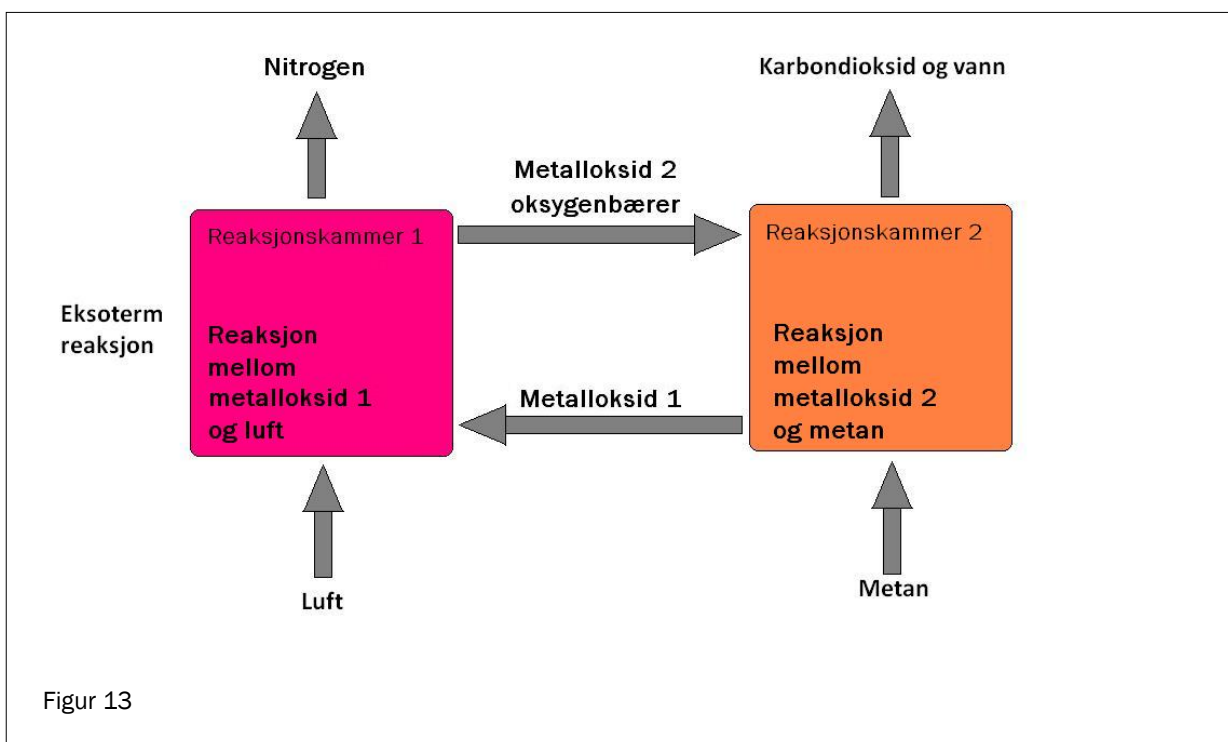 Nitrogen
Karbondioksid og vann
Metalloksid 2
oksygenbærer
Reaksjonskammer 1
Reaksjonskammer 2
Eksoterm
reaksjon
Reaksjon
mellom
metalloksid 1
og luft
Metalloksid 1
Reaksjon
mellom
metalloksid 2
og metan
Luft
Metan
Figur 13